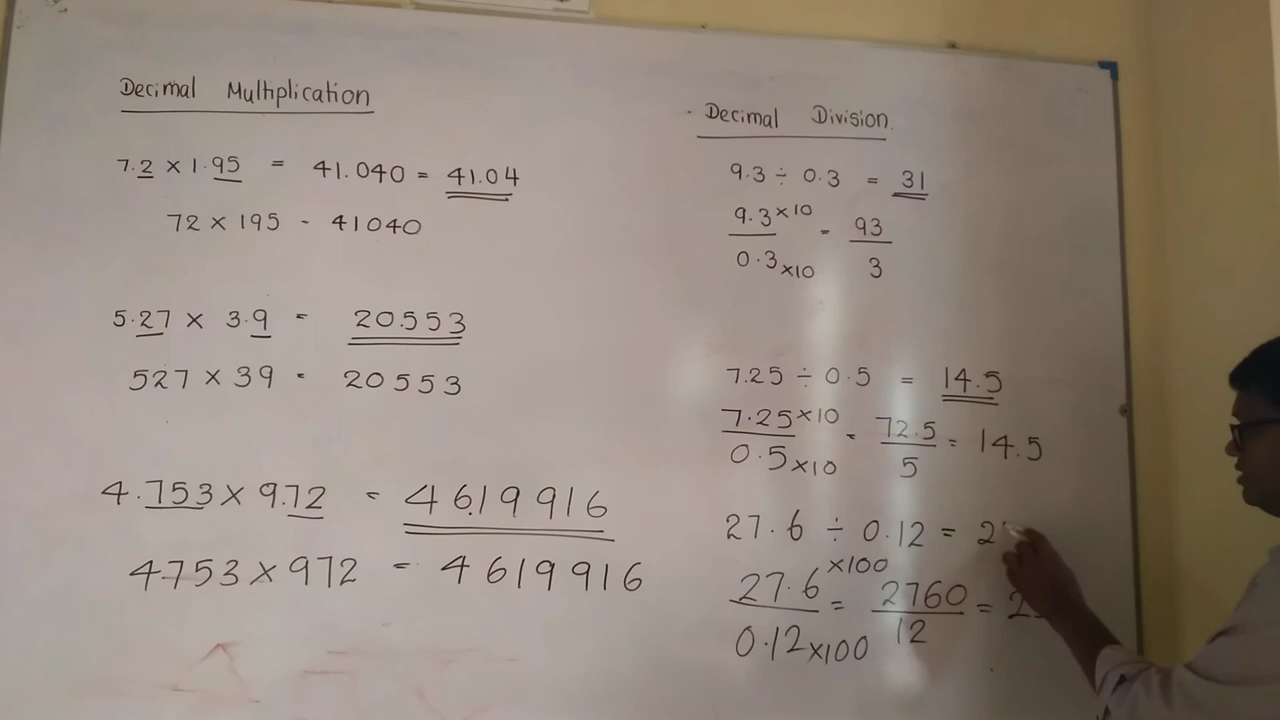 Decimal Multiplication
7.2 × 1.95 = 41.040 = 41.04
72 × 195 - 41040
5.27 × 3.9 = 20.553
527 × 39 = 20553
4.753 × 9.72 = 46.19916
4753 × 972 = 4619916
Decimal Division.
9.3 ÷ 0.3 = 31
9.3 ×10 = 93
0.3 ×10 3
7.25 ÷ 0.5 = 14.5
7.25 ×10 = 72.5 = 14.5
0.5 ×10 5
27.6 ÷ 0.12 = 2
27.6 ×100 = 2760 = 2
0.12 ×100 12